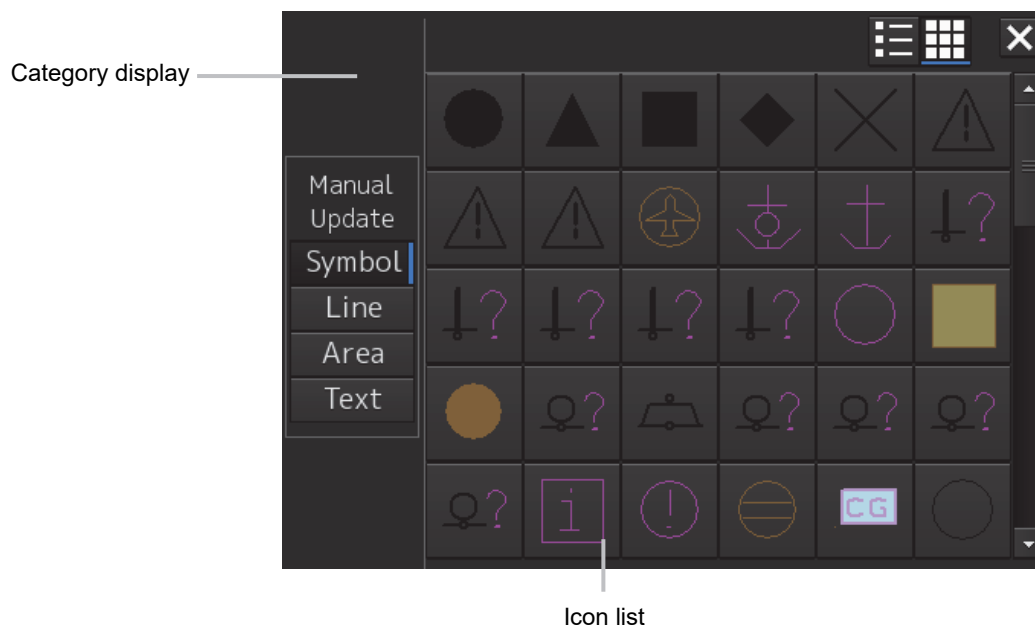 Category display
Manual
Update
Symbol
Line
Area
Text
?
? ? ? ?
? ? ? ?
? i ! CG
Icon list